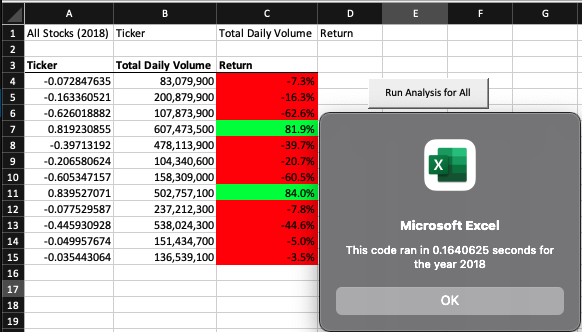 A B C D E F G
1 All Stocks (2018) Ticker Total Daily Volume Return
2
3 Ticker Total Daily Volume Return
4 -0.072847635 83,079,900 -7.3%
5 -0.163360521 200,879,900 -16.3%
6 -0.626018882 107,873,900 -62.6%
7 0.819230855 607,473,500 81.9%
8 -0.39713192 478,113,900 -39.7%
9 -0.206580624 104,340,600 -20.7%
10 -0.605347157 158,309,000 -60.5%
11 0.839527071 502,757,100 84.0%
12 -0.077529587 237,212,300 -7.8%
13 -0.445930928 538,024,300 -44.6%
14 -0.049957674 151,434,700 -5.0%
15 -0.035443064 136,539,100 -3.5%
16
17
18
19
Run Analysis for All
X
Microsoft Excel
This code ran in 0.1640625 seconds for
the year 2018
OK